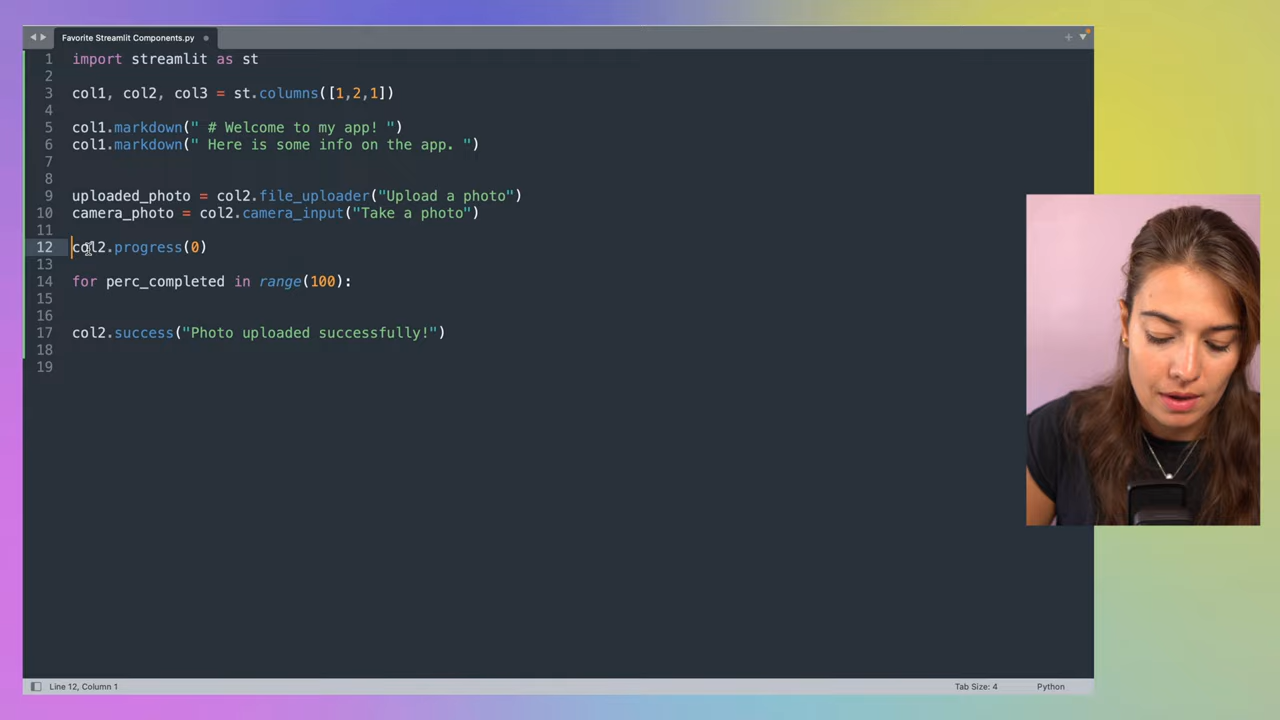 Favorite Streamlit Components.py
1 import streamlit as st
2
3 col1, col2, col3 = st.columns([1,2,1])
4
5 col1.markdown(" # Welcome to my app! ")
6 col1.markdown(" Here is some info on the app. ")
7
8
9 uploaded_photo = col2.file_uploader("Upload a photo")
10 camera_photo = col2.camera_input("Take a photo")
11
12 col2.progress(0)
13
14 for perc_completed in range(100):
15
16
17 col2.success("Photo uploaded successfully!")
18
19
Line 12, Column 1 Tab Size: 4 Python